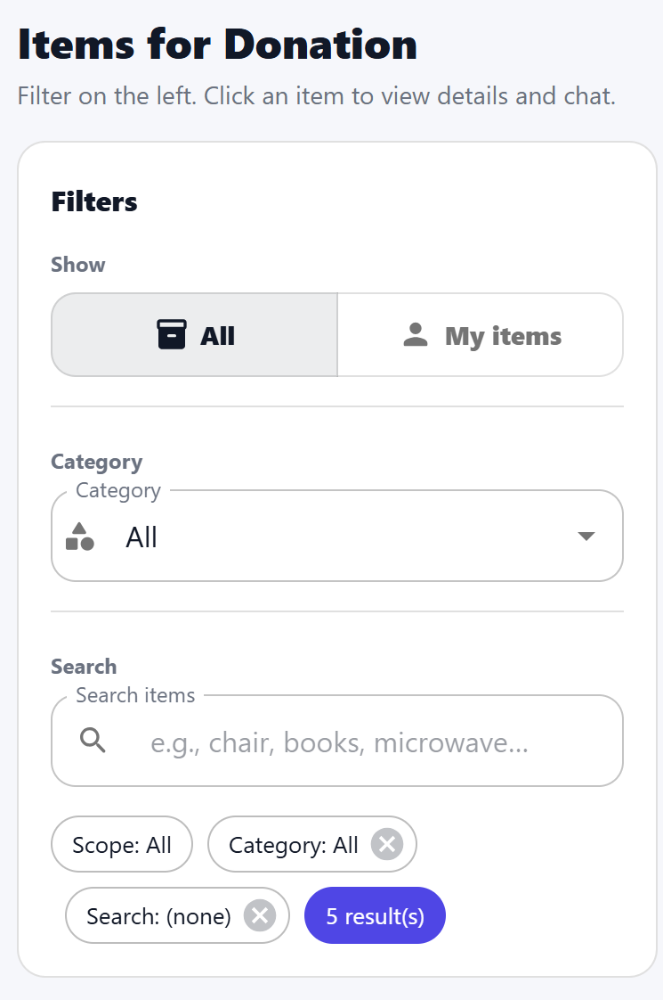 Items for Donation
Filter on the left. Click an item to view details and chat.
Filters
Show
All
My items
Category
Category
All
Search
Search items
e.g., chair, books, microwave...
Scope: All
Category: All
Search: (none)
5 result(s)